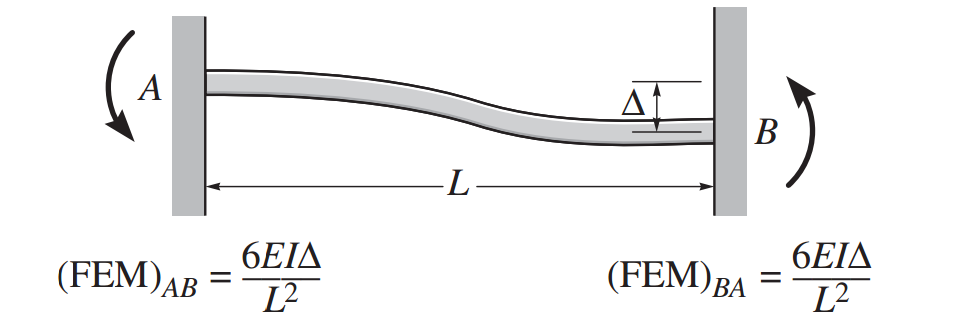 A
Δ
B
L
(FEM)AB = 6EIΔ/L²
(FEM)BA = 6EIΔ/L²